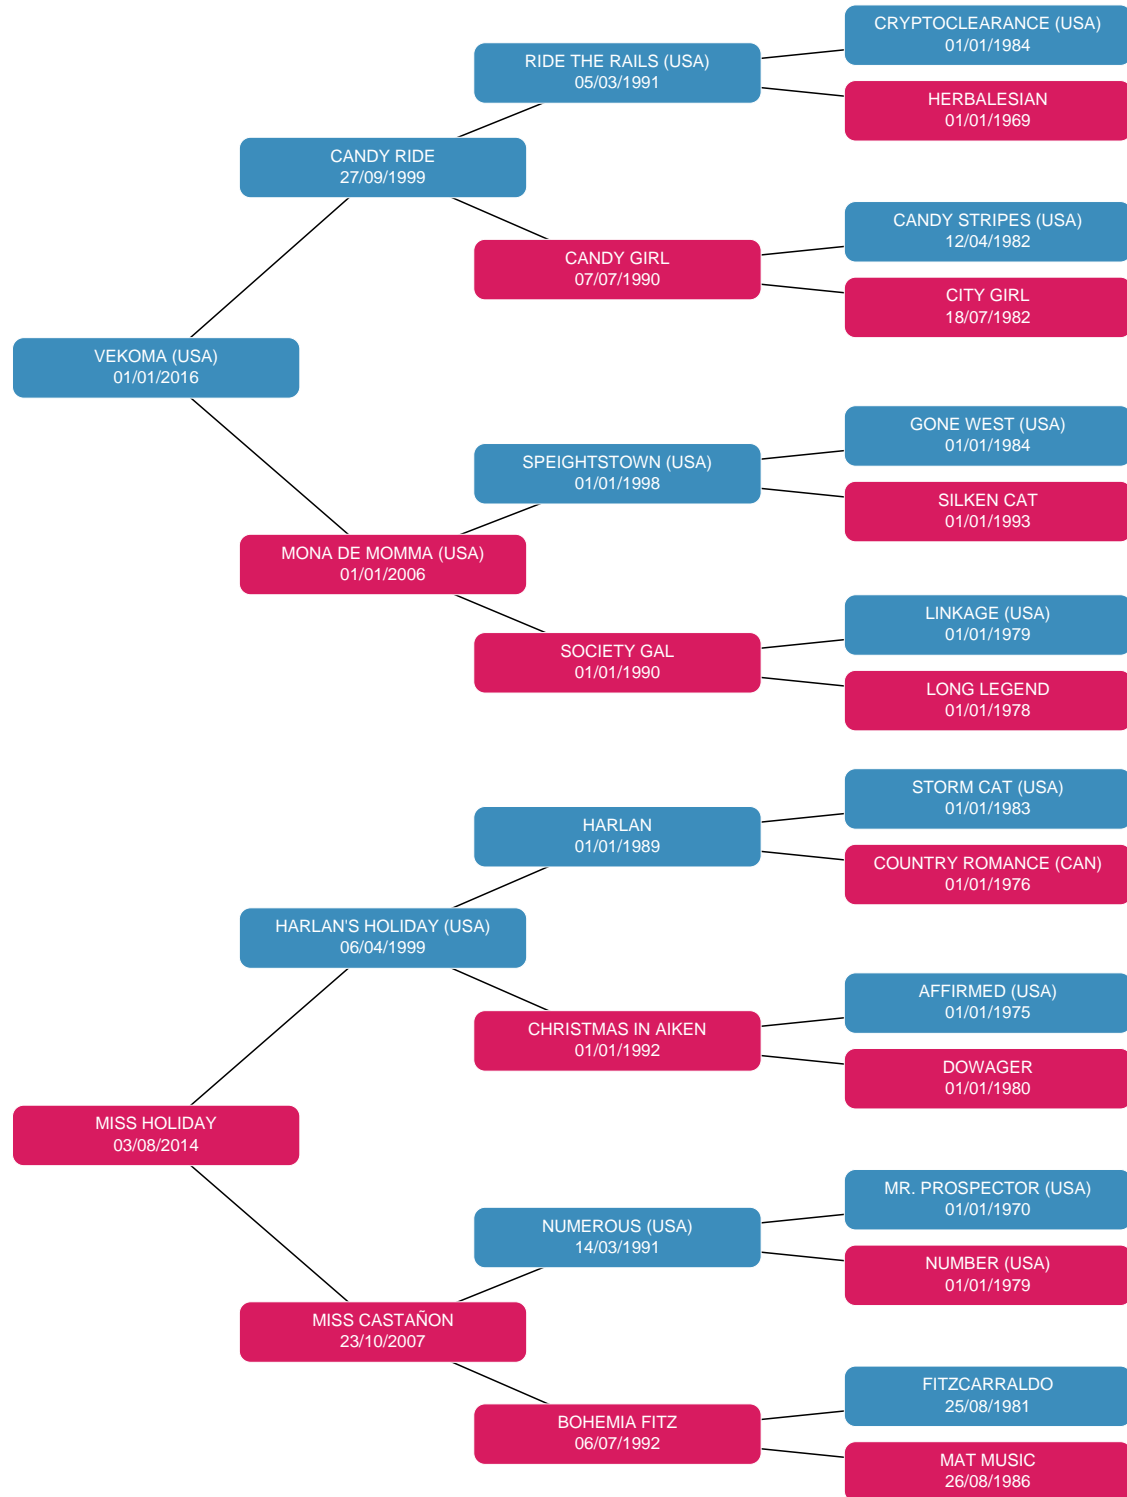 CRYPTOCLEARANCE (USA)
01/01/1984
RIDE THE RAILS (USA)
05/03/1991
HERBALESIAN
01/01/1969
CANDY RIDE
27/09/1999
CANDY STRIPES (USA)
12/04/1982
CANDY GIRL
07/07/1990
CITY GIRL
18/07/1982
VEKOMA (USA)
01/01/2016
GONE WEST (USA)
01/01/1984
SPEIGHTSTOWN (USA)
01/01/1998
SILKEN CAT
01/01/1993
MONA DE MOMMA (USA)
01/01/2006
LINKAGE (USA)
01/01/1979
SOCIETY GAL
01/01/1990
LONG LEGEND
01/01/1978
STORM CAT (USA)
01/01/1983
HARLAN
01/01/1989
COUNTRY ROMANCE (CAN)
01/01/1976
HARLAN'S HOLIDAY (USA)
06/04/1999
AFFIRMED (USA)
01/01/1975
CHRISTMAS IN AIKEN
01/01/1992
DOWAGER
01/01/1980
MISS HOLIDAY
03/08/2014
MR. PROSPECTOR (USA)
01/01/1970
NUMEROUS (USA)
14/03/1991
NUMBER (USA)
01/01/1979
MISS CASTAÑON
23/10/2007
FITZCARRALDO
25/08/1981
BOHEMIA FITZ
06/07/1992
MAT MUSIC
26/08/1986